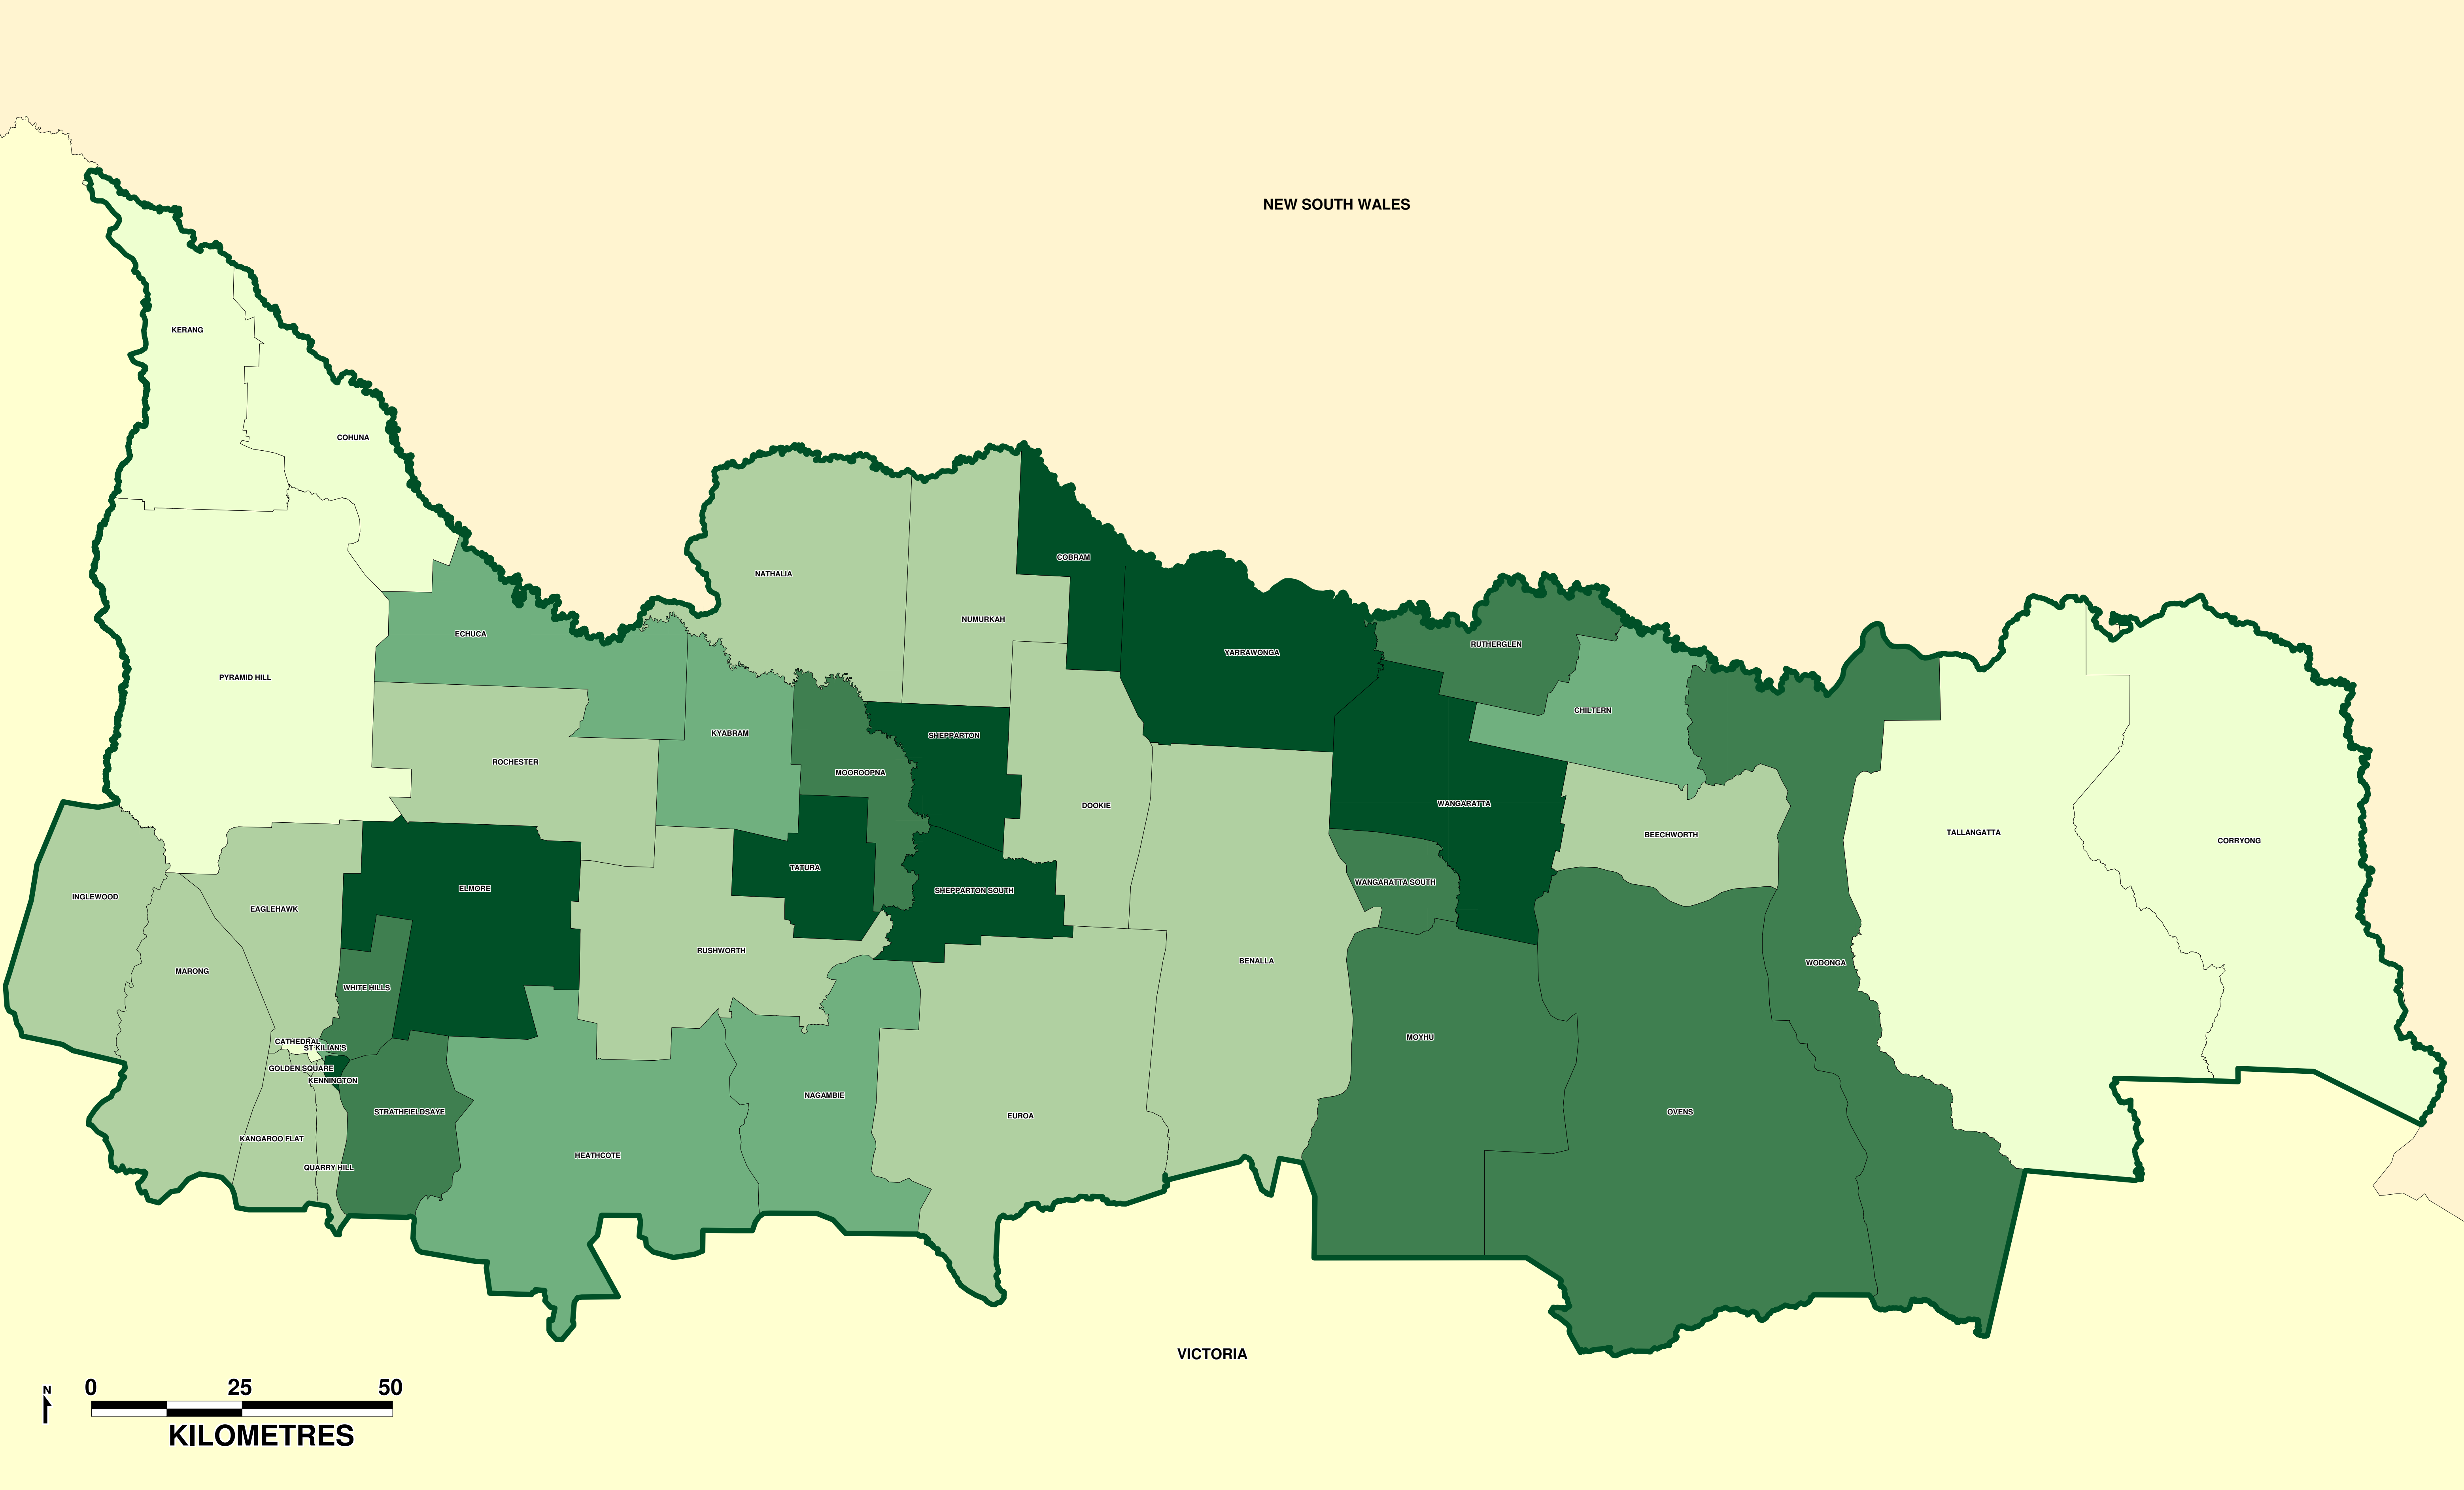 NEW SOUTH WALES
KERANG
COHUNA
COBRAM
NATHALIA
NUMURKAH
ECHUCA
RUTHERGLEN
YARRAWONGA
PYRAMID HILL
CHILTERN
KYABRAM
SHEPPARTON
ROCHESTER
MOOROOPNA
WANGARATTA
DOOKIE
TALLANGATTA
BEECHWORTH
CORRYONG
TATURA
WANGARATTA SOUTH
ELMORE
SHEPPARTON SOUTH
INGLEWOOD
EAGLEHAWK
RUSHWORTH
BENALLA
WODONGA
MARONG
WHITE HILLS
MOYHU
CATHEDRAL
ST KILIAN'S
GOLDEN SQUARE
KENNINGTON
NAGAMBIE
STRATHFIELDSAYE
OVENS
EUROA
KANGAROO FLAT
HEATHCOTE
QUARRY HILL
VICTORIA
N
0 25 50
KILOMETRES